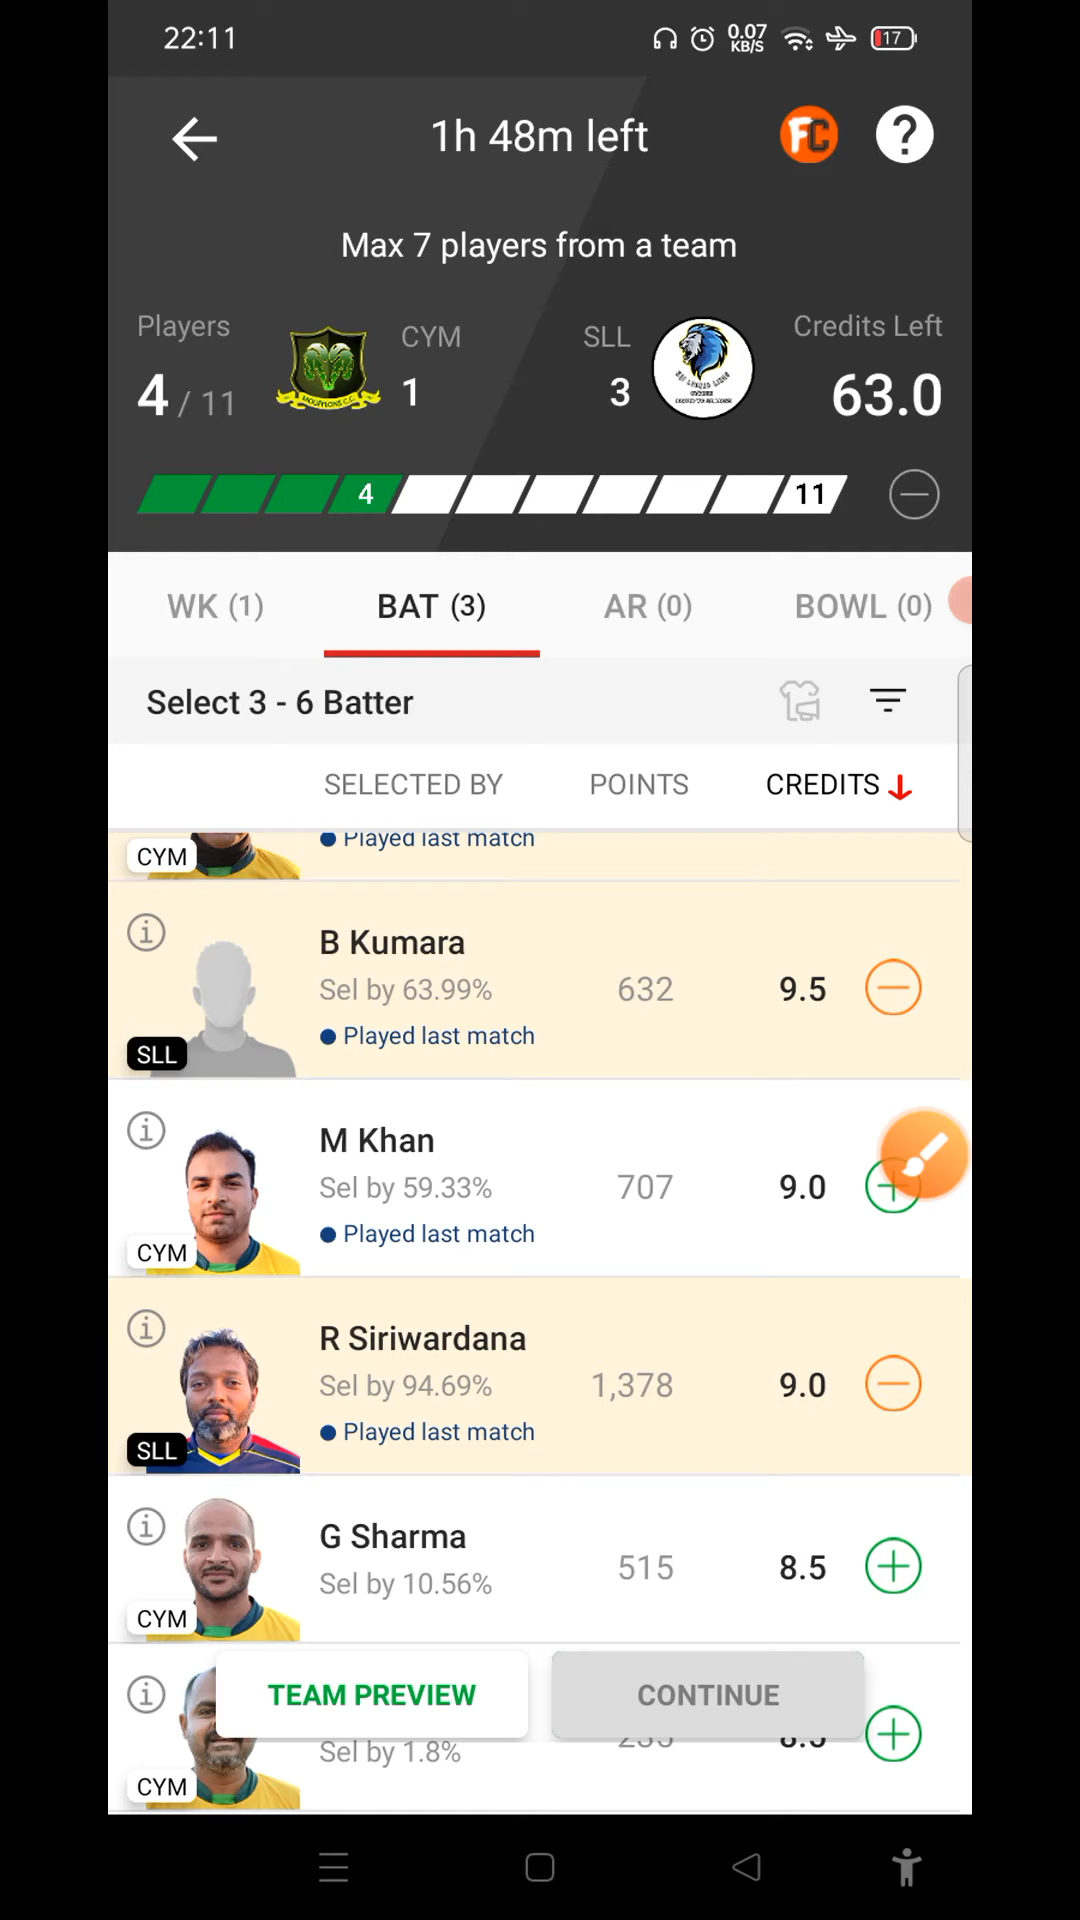 22:11
0.07
KB/S
17
1h 48m left
FC
?
Max 7 players from a team
Players
CYM
SLL
Credits Left
4 / 11
1
3
63.0
MOUFFLONS C.C.
4
11
WK (1)
BAT (3)
AR (0)
BOWL (0)
Select 3 - 6 Batter
SELECTED BY
POINTS
CREDITS
Played last match
CYM
B Kumara
Sel by 63.99%
632
9.5
Played last match
SLL
M Khan
Sel by 59.33%
707
9.0
Played last match
CYM
R Siriwardana
Sel by 94.69%
1,378
9.0
Played last match
SLL
G Sharma
Sel by 10.56%
515
8.5
CYM
TEAM PREVIEW
CONTINUE
Sel by 1.8%
CYM